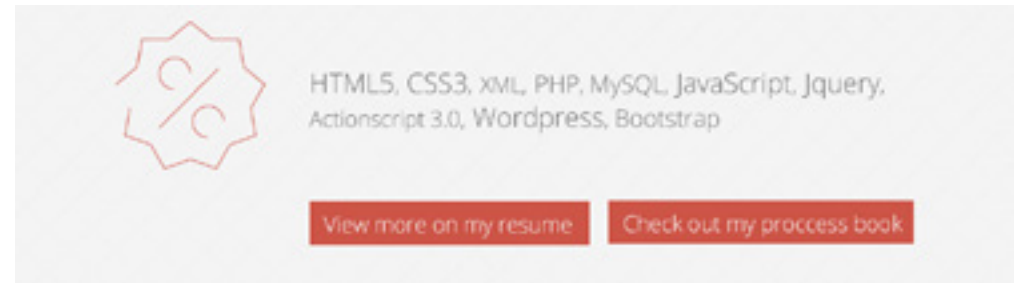 HTML5, CSS3, XML, PHP, MySQL, JavaScript, Jquery,
Actionscript 3.0, Wordpress, Bootstrap
View more on my resume
Check out my proccess book